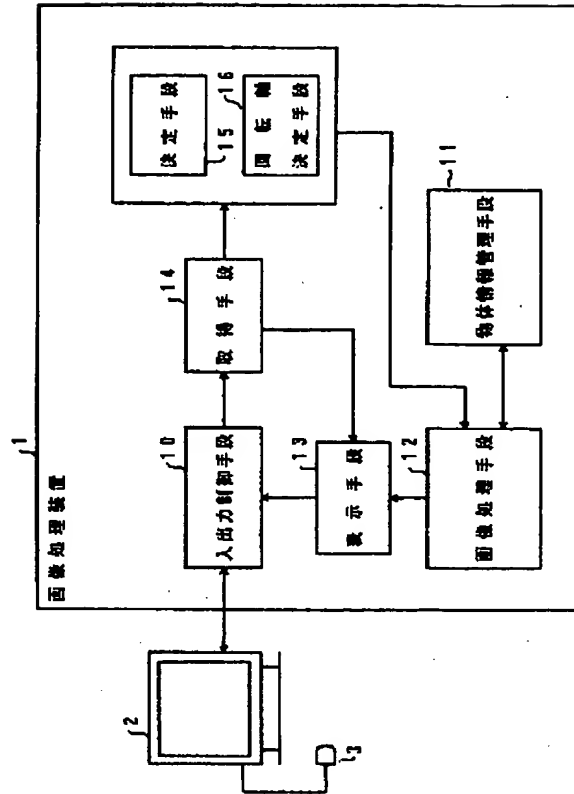 1
画像処理装置
2
3
10
入出力制御手段
14
取得手段
決定手段
15
16
回転軸
決定手段
13
表示手段
12
画像処理手段
11
物体情報管理手段